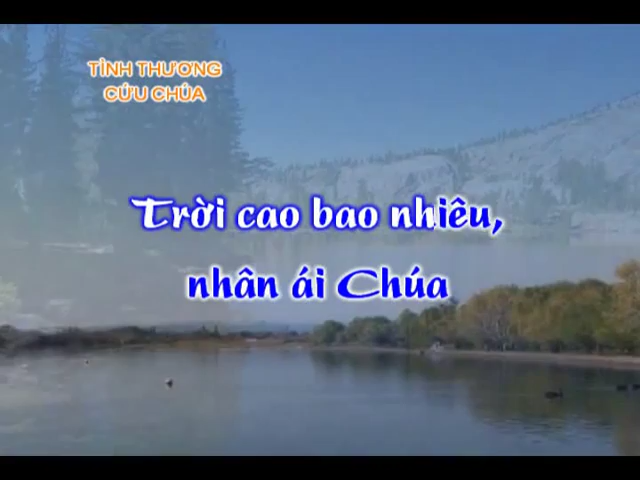 TÌNH THƯƠNG
CỨU CHÚA
Trời cao bao nhiêu,
nhân ái Chúa